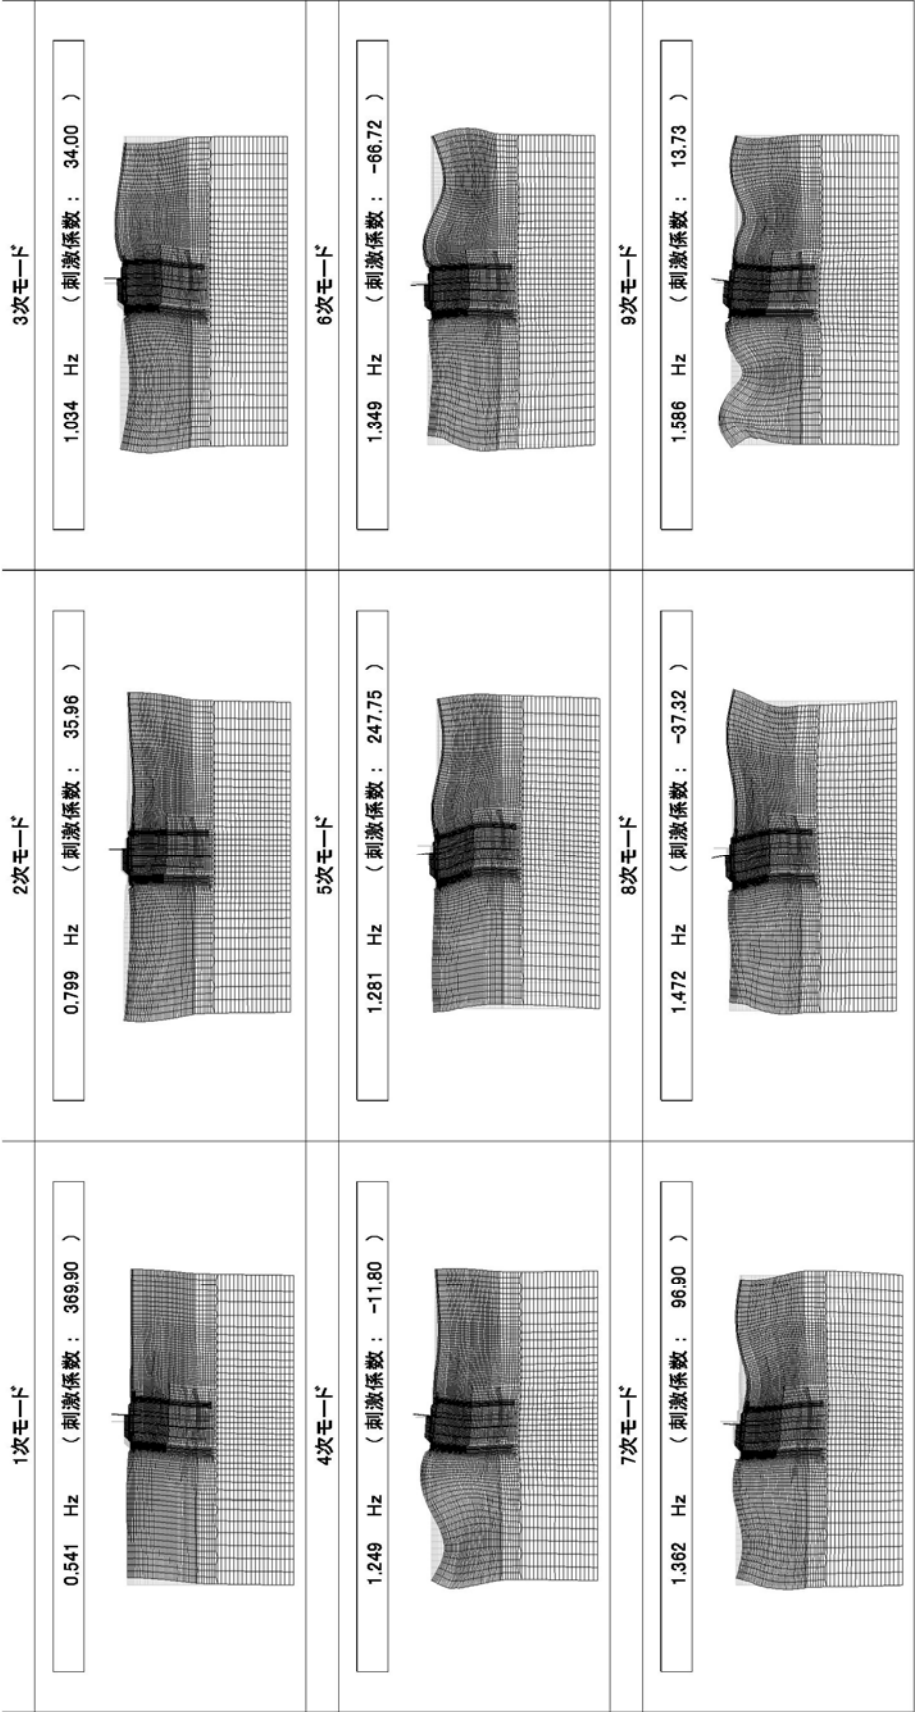 1次モード
0.541 Hz ( 刺激係数 : 369.90 )
2次モード
0.799 Hz ( 刺激係数 : 35.96 )
3次モード
1.034 Hz ( 刺激係数 : 34.00 )
4次モード
1.249 Hz ( 刺激係数 : -11.80 )
5次モード
1.281 Hz ( 刺激係数 : 247.75 )
6次モード
1.349 Hz ( 刺激係数 : -66.72 )
7次モード
1.362 Hz ( 刺激係数 : 96.90 )
8次モード
1.472 Hz ( 刺激係数 : -37.32 )
9次モード
1.586 Hz ( 刺激係数 : 13.73 )